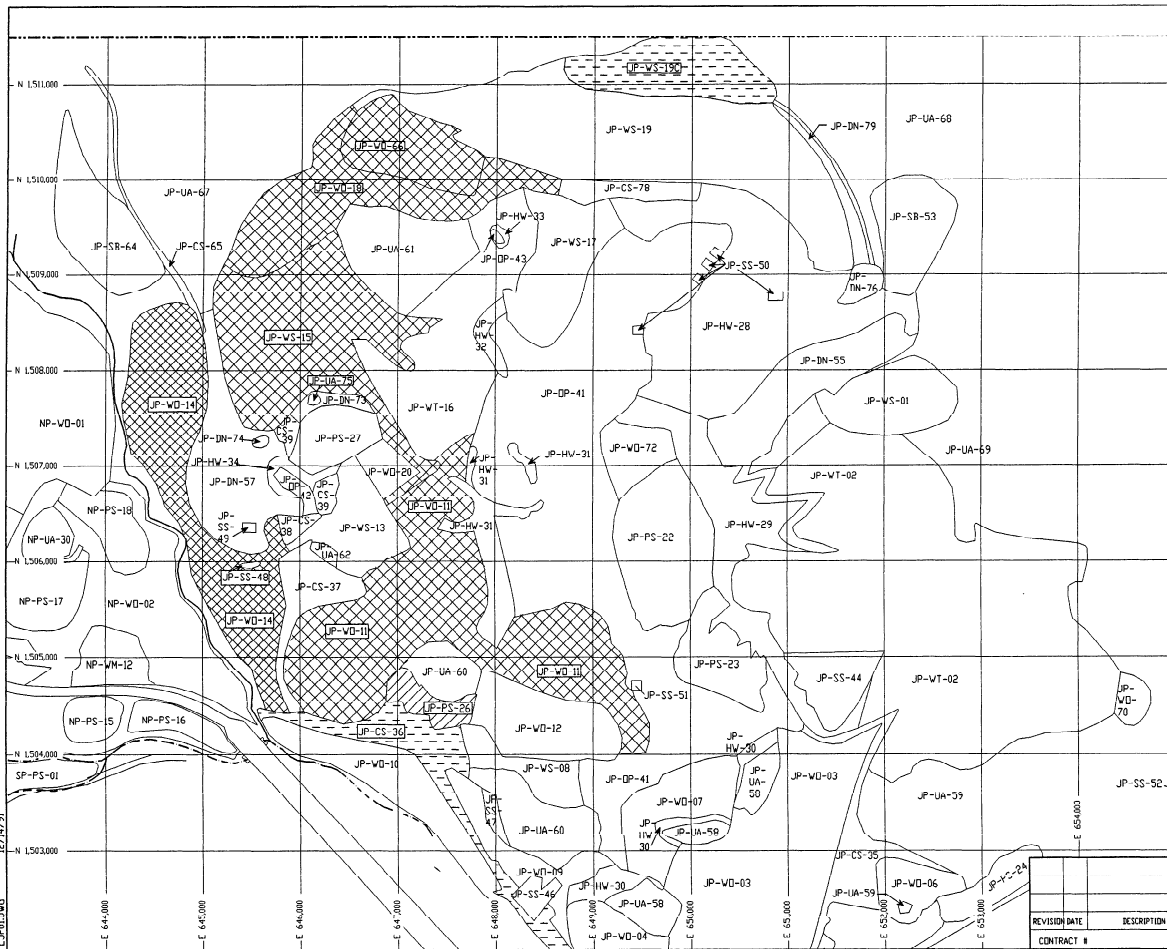 JP-WS-19C
N 1,511,000
JP-DN-79
JP-UA-68
JP-WS-19
JP-WO-66
N 1,510,000
JP-UA-67
JP-WO-18
JP-CS-78
JP-HW-33
JP-SB-53
JP-SB-64
JP-CS-65
JP-UA-61
JP-OP-43
JP-WS-17
JP-SS-50
N 1,509,000
JP-
DN-76
JP-HW-28
JP-
HW-
32
JP-WS-15
JP-DN-55
N 1,508,000
JP-UA-75
JP-OP-41
JP-WS-01
JP-DN-73
JP-WO-14
JP-WT-16
NP-WO-01
JP-DN-74
JP-
CS-
39
JP-PS-27
JP-WO-72
JP-UA-69
N 1,507,000
JP-HW-34
JP-WO-20
JP-
HW-
31
JP-HW-31
JP-WT-02
JP-DN-57
JP-
OP-
42
JP-
CS-
39
NP-PS-18
JP-WO-11
JP-
SS-
49
JP-CS-
38
JP-WS-13
JP-HW-31
JP-HW-29
NP-UA-30
JP-PS-22
JP-
UA-62
N 1,506,000
JP-SS-48
JP-CS-37
NP-PS-17
NP-WO-02
JP-WO-14
JP-WO-11
N 1,505,000
NP-WM-12
JP-UA-60
JP-WO-11
JP-PS-23
JP-SS-44
JP-WT-02
JP-SS-51
JP-
WO-
70
NP-PS-15
NP-PS-16
JP-PS-26
JP-CS-36
JP-WO-12
N 1,504,000
JP-
HW-30
SP-PS-01
JP-WO-10
JP-WS-08
JP-OP-41
JP-
UA-
50
JP-WO-03
JP-SS-52
JP-UA-59
JP-
SS-
47
JP-WO-07
JP-UA-60
JP-
HW
30
JP-UA-58
E 654,000
N 1,503,000
JP-CS-35
JP-WO-09
JP-SS-46
JP-HW-30
JP-WO-03
JP-UA-59
JP-WO-06
JP-UA-58
JP-WO-04
E 644,000
E 645,000
E 646,000
E 647,000
E 648,000
E 649,000
E 650,000
E 652,000
E 653,000
REVISION DATE DESCRIPTION
CONTRACT #